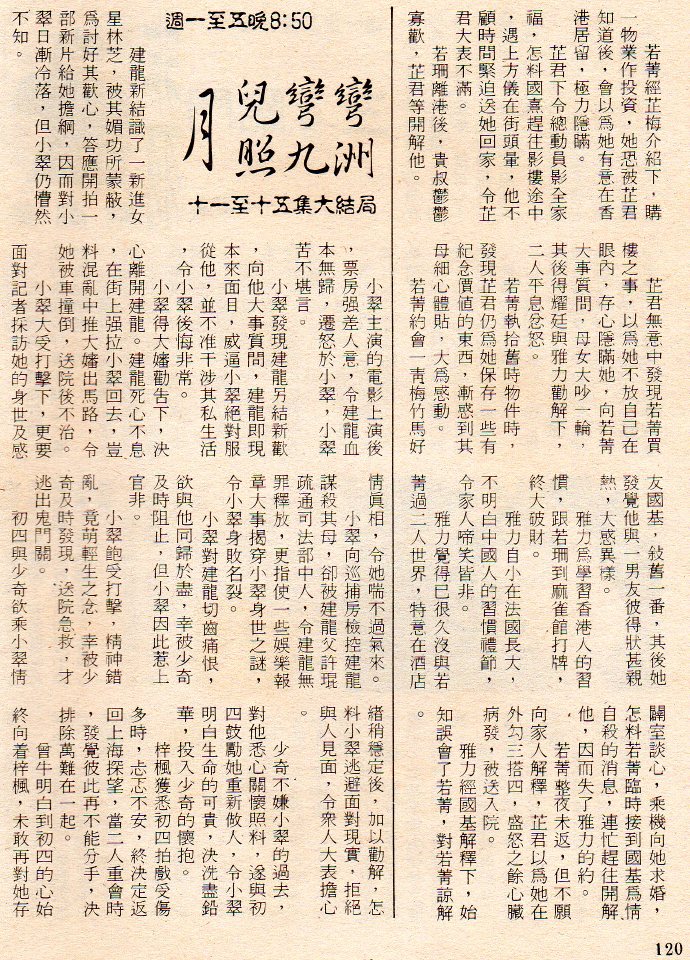 若菁經芷梅介紹下，購
一物業作投資，她恐被芷君
知道後，會以為她有意在香
港居留，極力隱瞞。
芷君下令總動員影全家
福，怎料國熹趕往影樓途中
，遇上方儀在街頭暈，他不
顧時間緊迫送她回家，令芷
君大表不滿。
若珊離港後，貴叔鬱鬱
寡歡，芷君等開解他。
芷君無意中發現若菁買
樓之事，以為她不放自己在
眼內，存心隱瞞她，向若菁
大事質問，母女大吵一輪，
其後得耀廷與雅力勸解下，
二人平息忿怒。
若菁執拾舊時物件時，
發現芷君仍為她保存一些有
紀念價值的東西，漸感到其
母細心體貼，大為感動。
若菁約會一靑梅竹馬好
友國基，敍舊一番，其後她
發覺他與一男友彼得狀甚親
熱，大感異樣。
雅力為學習香港人的習
慣，跟若珊到麻雀館打牌，
終大破財。
雅力自小在法國長大，
不明白中國人的習慣禮節，
令家人啼笑皆非。
雅力覺得已很久沒與若
菁過二人世界，特意在酒店
闢室談心，乘機向她求婚，
怎料若菁臨時接到國基為情
自殺的消息，連忙趕往開解
他，因而失了雅力的約。
若菁整夜未返，但不願
向家人解釋，芷君以為她在
外勾三搭四，盛怒之餘心臟
病發，被送入院。
雅力經國基解釋下，始
知誤會了若菁，對若菁諒解
。
週一至五晚8:50
彎彎兒月
照九洲
十一至十五集大結局
建龍新結識了一新進女
星林芝，被其媚功所蒙蔽，
為討好其歡心，答應開拍一
部新片給她擔綱，因而對小
翠日漸冷落，但小翠仍懵然
不知。
小翠主演的電影上演後
，票房强差人意，令建龍血
本無歸，遷怒於小翠，小翠
苦不堪言。
小翠發現建龍另結新歡
，向他大事質問，建龍即現
本來面目，威逼小翠絕對服
從他，並不准干涉其私生活
，令小翠後悔非常。
小翠得大嬸勸吿下，決
心離開建龍。建龍死心不息
，在街上强拉小翠回去，豈
料混亂中推大嬸出馬路，令
她被車撞倒，送院後不治。
小翠大受打擊下，更要
面對記者採訪她的身世及感
情眞相，令她喘不過氣來。
小翠向巡捕房檢控建龍
謀殺其母，卻被建龍父許琨
疏通司法部中人，令建龍無
罪釋放，更指使一些娛樂報
章大事揭穿小翠身世之謎，
令小翠身敗名裂。
小翠對建龍切齒痛恨，
欲與他同歸於盡，幸被少奇
及時阻止，但小翠因此惹上
官非。
小翠飽受打擊，精神錯
亂，竟萌輕生之念，幸被少
奇及時發現，送院急救，才
逃出鬼門關。
初四與少奇欲乘小翠情
緒稍穩定後，加以勸解，怎
料小翠逃避面對現實，拒絕
與人見面，令衆人大表擔心
。
少奇不嫌小翠的過去，
對他悉心關懷照料，遂與初
四鼓勵她重新做人，令小翠
明白生命的可貴，決洗盡鉛
華，投入少奇的懷抱。
梓楓獲悉初四拍戲受傷
多時，忐忑不安，終決定返
回上海探望，當二人重會時
，發覺彼此再不能分手，決
排除萬難在一起。
曾牛明白到初四的心始
終向着梓楓，未敢再對她存
120